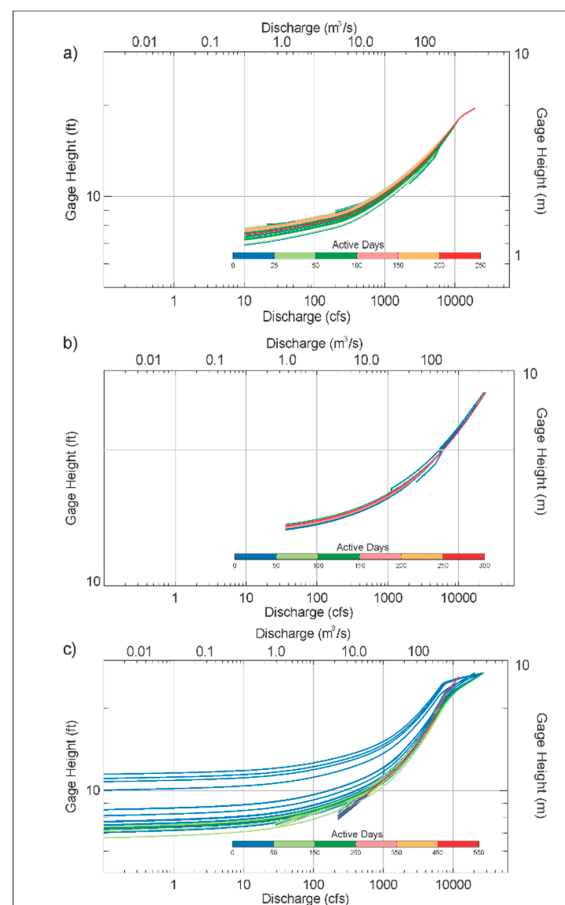 Discharge (m³/s)
0.01 0.1 1.0 10.0 100
a)
10
Gage Height (ft)
Gage Height (m)
10
Active Days
0 25 50 100 150 200 250
1
1 10 100 1000 10000
Discharge (cfs)
Discharge (m³/s)
b)
0.01 0.1 1.0 10.0 100
10
Gage Height (ft)
Gage Height (m)
Active Days
0 50 100 150 200 250 300
10
1 10 100 1000 10000
Discharge (cfs)
Discharge (m³/s)
c)
0.01 0.1 1.0 10.0 100
10
Gage Height (ft)
Gage Height (m)
10
Active Days
0 50 150 250 350 450 550
1 10 100 1000 10000
Discharge (cfs)